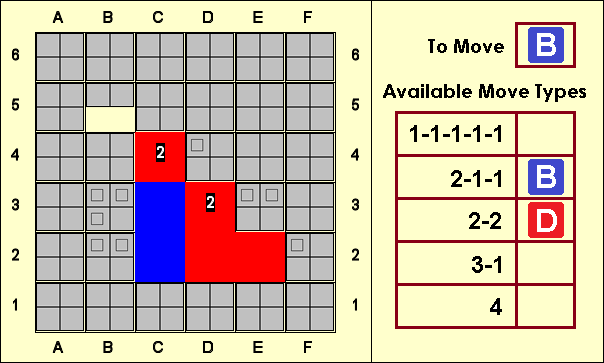 A B C D E F
6 6
5 5
4 2 4
3 2 3
2 2
1 1
A B C D E F
To Move B
Available Move Types
1-1-1-1-1
2-1-1 B
2-2 D
3-1
4